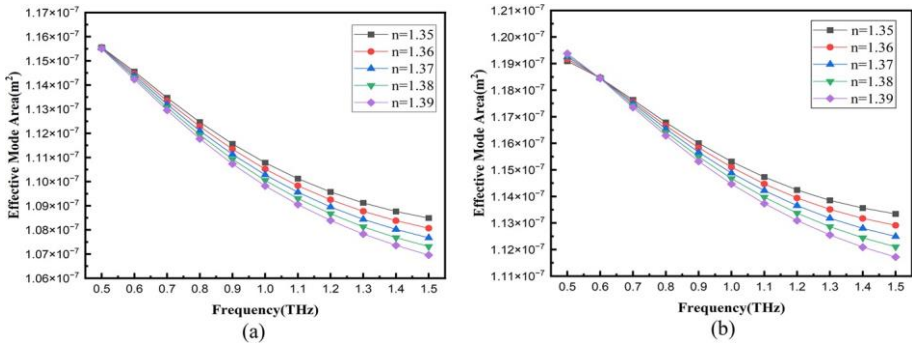 1.17×10⁻⁷
1.16×10⁻⁷
1.15×10⁻⁷
1.14×10⁻⁷
1.13×10⁻⁷
1.12×10⁻⁷
1.11×10⁻⁷
1.10×10⁻⁷
1.09×10⁻⁷
1.08×10⁻⁷
1.07×10⁻⁷
1.06×10⁻⁷
Effective Mode Area(m²)
n=1.35
n=1.36
n=1.37
n=1.38
n=1.39
0.5 0.6 0.7 0.8 0.9 1.0 1.1 1.2 1.3 1.4 1.5
Frequency(THz)
(a)
1.21×10⁻⁷
1.20×10⁻⁷
1.19×10⁻⁷
1.18×10⁻⁷
1.17×10⁻⁷
1.16×10⁻⁷
1.15×10⁻⁷
1.14×10⁻⁷
1.13×10⁻⁷
1.12×10⁻⁷
1.11×10⁻⁷
Effective Mode Area(m²)
n=1.35
n=1.36
n=1.37
n=1.38
n=1.39
0.5 0.6 0.7 0.8 0.9 1.0 1.1 1.2 1.3 1.4 1.5
Frequency(THz)
(b)